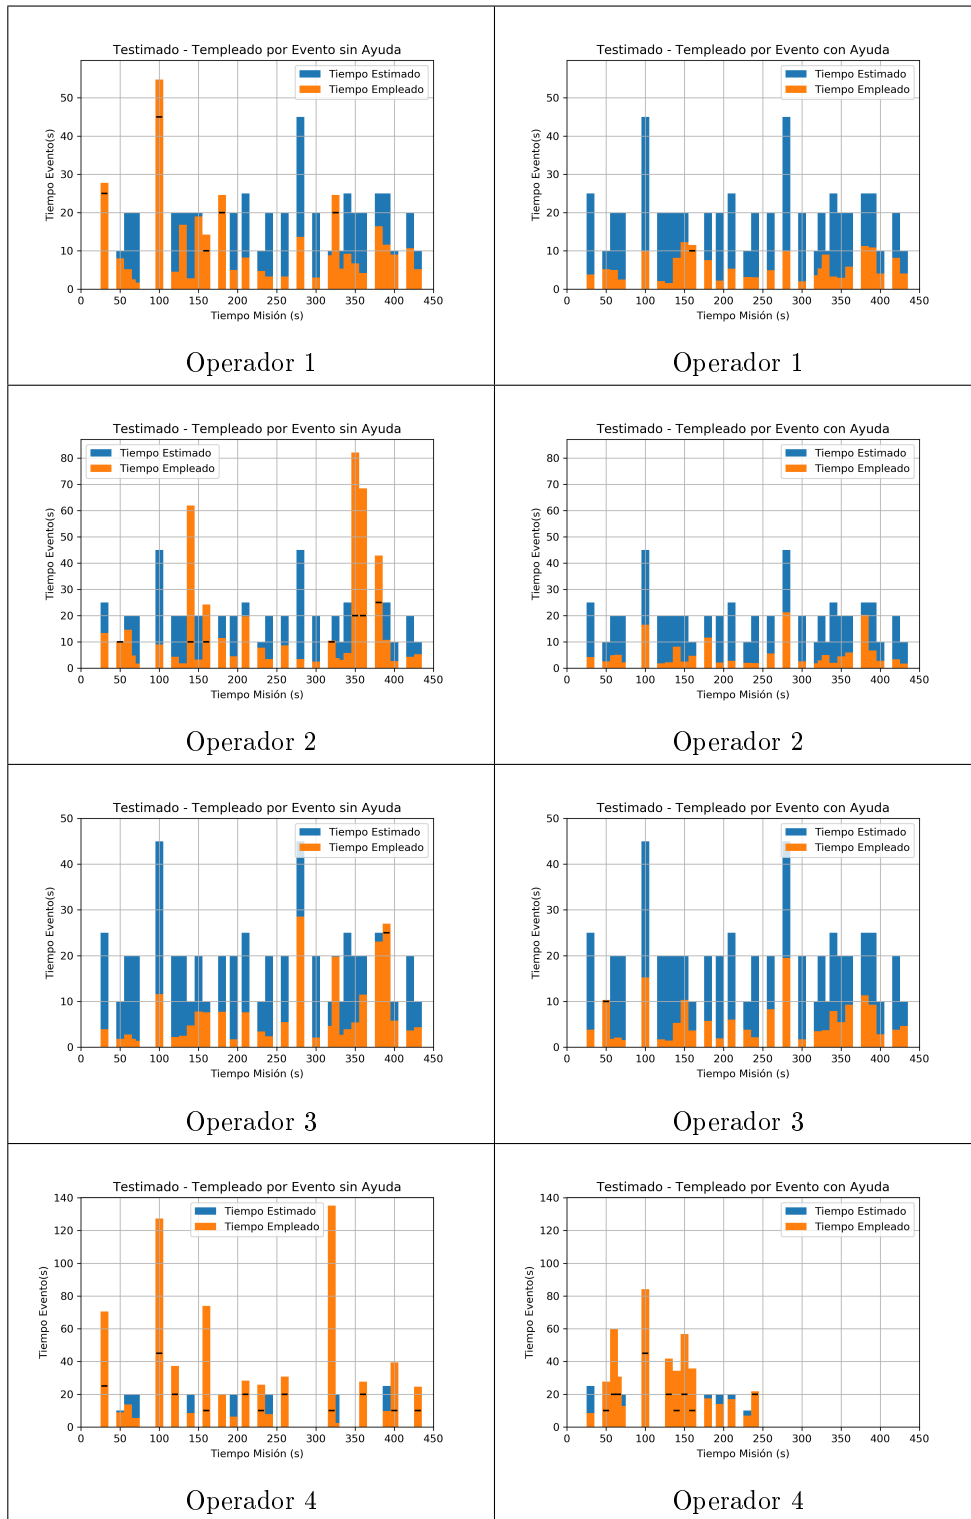 Testimado - Templeado por Evento sin Ayuda
Tiempo Estimado
Tiempo Empleado
Tiempo Evento(s)
50
40
30
20
10
0
0 50 100 150 200 250 300 350 400 450
Tiempo Misión (s)
Operador 1
Testimado - Templeado por Evento con Ayuda
Tiempo Estimado
Tiempo Empleado
Tiempo Evento(s)
50
40
30
20
10
0
0 50 100 150 200 250 300 350 400 450
Tiempo Misión (s)
Operador 1
Testimado - Templeado por Evento sin Ayuda
Tiempo Estimado
Tiempo Empleado
Tiempo Evento(s)
80
70
60
50
40
30
20
10
0
0 50 100 150 200 250 300 350 400 450
Tiempo Misión (s)
Operador 2
Testimado - Templeado por Evento con Ayuda
Tiempo Estimado
Tiempo Empleado
Tiempo Evento(s)
80
70
60
50
40
30
20
10
0
0 50 100 150 200 250 300 350 400 450
Tiempo Misión (s)
Operador 2
Testimado - Templeado por Evento sin Ayuda
Tiempo Estimado
Tiempo Empleado
Tiempo Evento(s)
50
40
30
20
10
0
0 50 100 150 200 250 300 350 400 450
Tiempo Misión (s)
Operador 3
Testimado - Templeado por Evento con Ayuda
Tiempo Estimado
Tiempo Empleado
Tiempo Evento(s)
50
40
30
20
10
0
0 50 100 150 200 250 300 350 400 450
Tiempo Misión (s)
Operador 3
Testimado - Templeado por Evento sin Ayuda
Tiempo Estimado
Tiempo Empleado
Tiempo Evento(s)
140
120
100
80
60
40
20
0
0 50 100 150 200 250 300 350 400 450
Tiempo Misión (s)
Operador 4
Testimado - Templeado por Evento con Ayuda
Tiempo Estimado
Tiempo Empleado
Tiempo Evento(s)
140
120
100
80
60
40
20
0
0 50 100 150 200 250 300 350 400 450
Tiempo Misión (s)
Operador 4